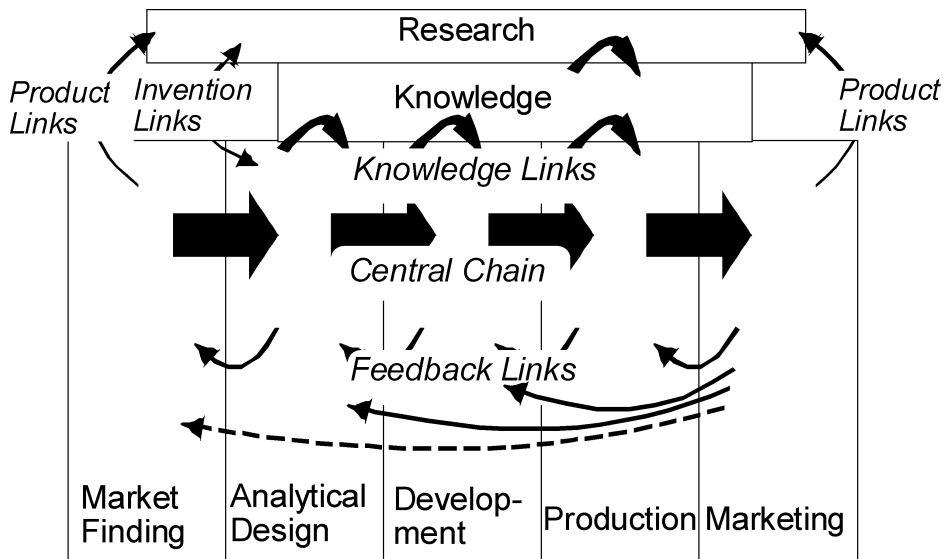 Research
Product
Links
Invention
Links
Knowledge
Product
Links
Knowledge Links
Central Chain
Feedback Links
Market
Finding
Analytical
Design
Develop-
ment
Production
Marketing